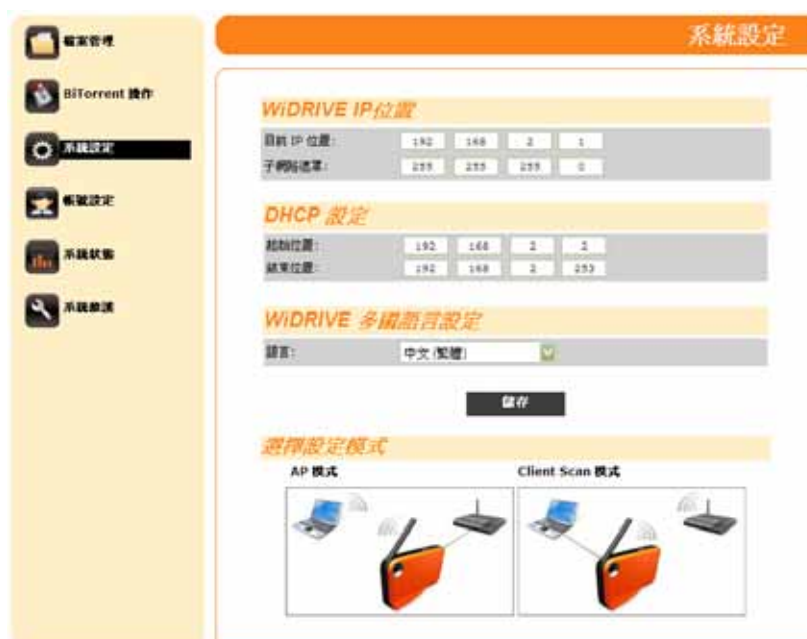 檔案管理
BiTorrent 操作
系統設定
帳號設定
系統狀態
系統維護
系統設定
WiDRIVE IP位置
目前 IP 位置: 192 168 2 1
子網路遮罩: 255 255 255 0
DHCP 設定
起始位置: 192 168 2 2
結束位置: 192 168 2 253
WiDRIVE 多國語言設定
語言: 中文 (繁體)
儲存
選擇設定模式
AP 模式 Client Scan 模式